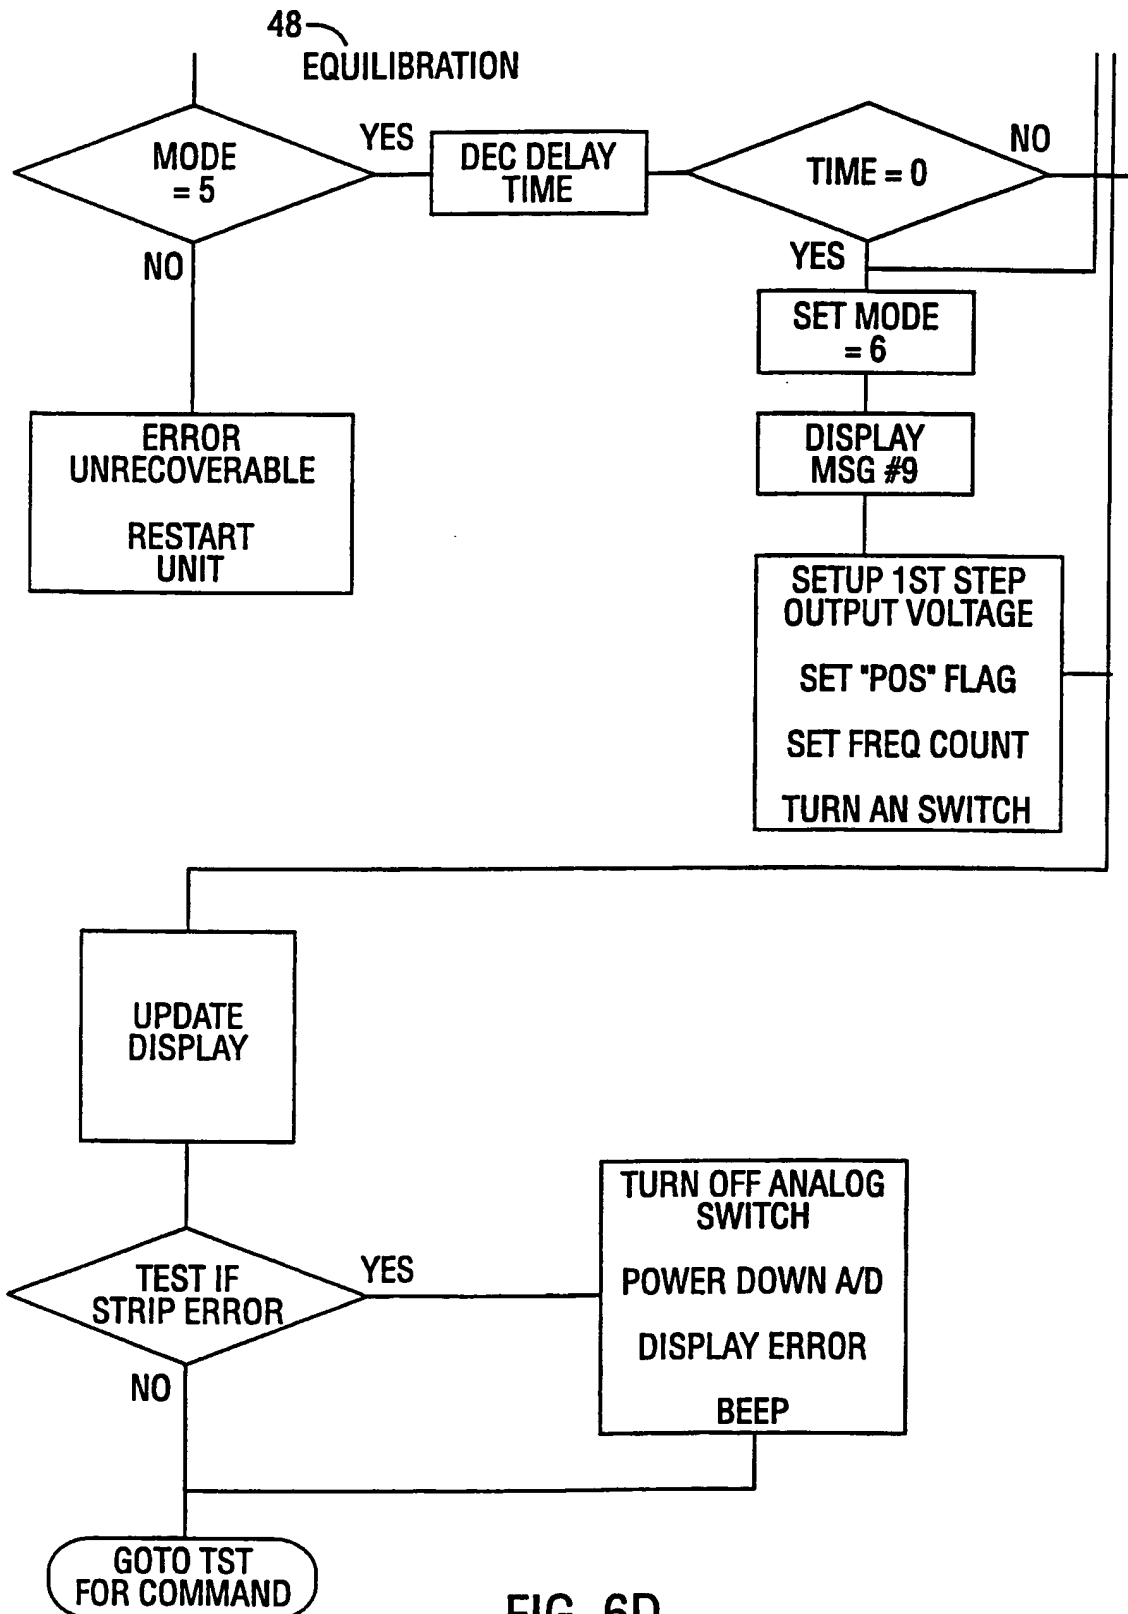 48
EQUILIBRATION
MODE
= 5
YES
DEC DELAY
TIME
TIME = 0
NO
NO
YES
SET MODE
= 6
DISPLAY
MSG #9
ERROR
UNRECOVERABLE
RESTART
UNIT
SETUP 1ST STEP
OUTPUT VOLTAGE
SET "POS" FLAG
SET FREQ COUNT
TURN AN SWITCH
UPDATE
DISPLAY
TEST IF
STRIP ERROR
YES
NO
TURN OFF ANALOG
SWITCH
POWER DOWN A/D
DISPLAY ERROR
BEEP
GOTO TST
FOR COMMAND
FIG. 6D